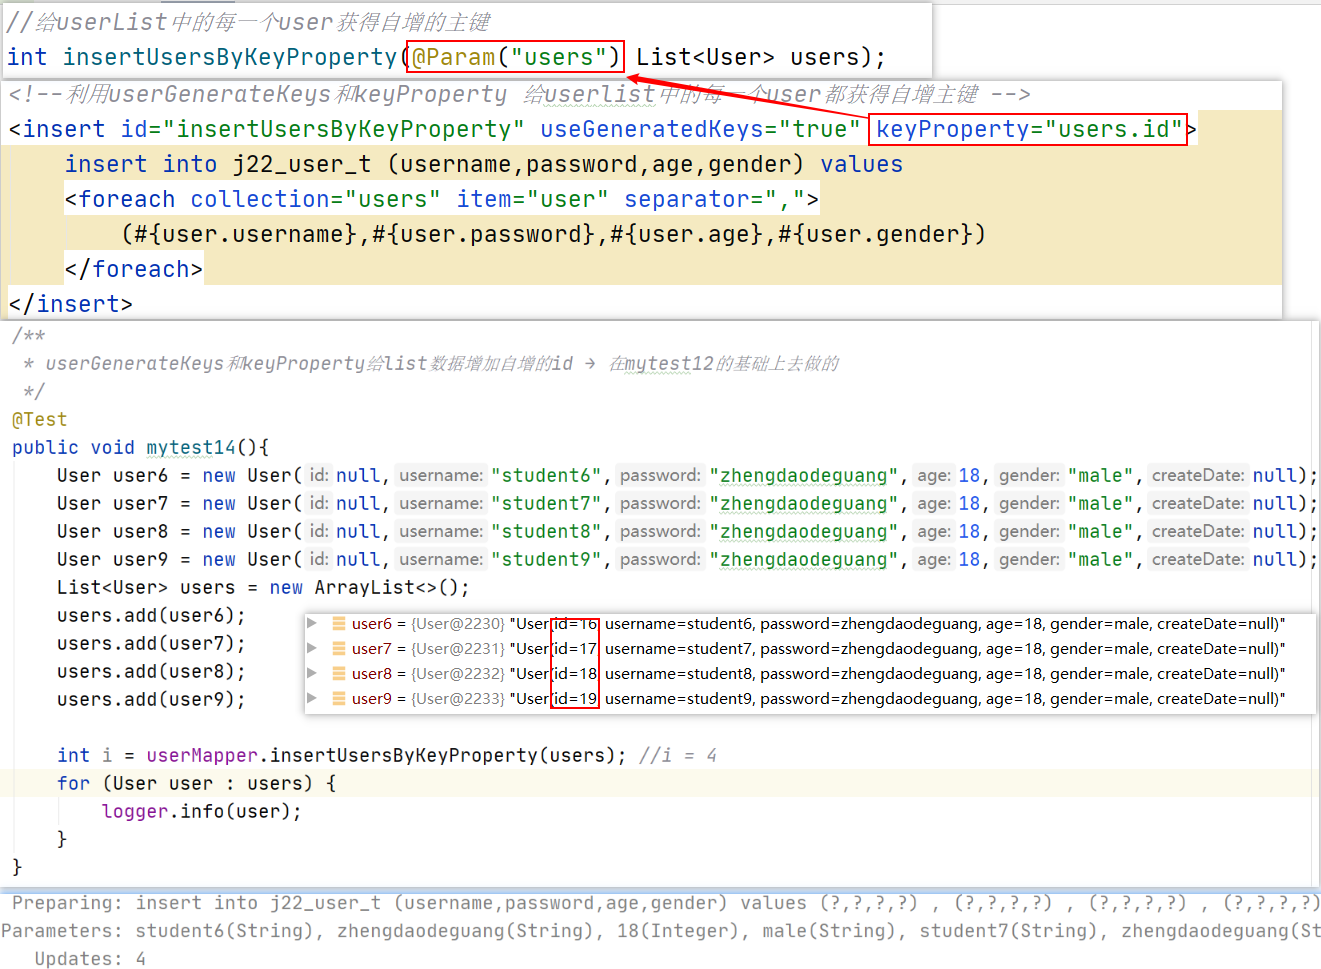 //给userList中的每一个user获得自增的主键
int insertUsersByKeyProperty(@Param("users") List<User> users);
<!--利用userGenerateKeys和keyProperty 给userlist中的每一个user都获得自增主键 -->
<insert id="insertUsersByKeyProperty" useGeneratedKeys="true" keyProperty="users.id">
insert into j22_user_t (username,password,age,gender) values
<foreach collection="users" item="user" separator=",">
(#{user.username},#{user.password},#{user.age},#{user.gender})
</foreach>
</insert>
/**
* userGenerateKeys和keyProperty给list数据增加自增的id → 在mytest12的基础上去做的
*/
@Test
public void mytest14(){
User user6 = new User( id: null, username: "student6", password: "zhengdaodeguang", age: 18, gender: "male", createDate: null);
User user7 = new User( id: null, username: "student7", password: "zhengdaodeguang", age: 18, gender: "male", createDate: null);
User user8 = new User( id: null, username: "student8", password: "zhengdaodeguang", age: 18, gender: "male", createDate: null);
User user9 = new User( id: null, username: "student9", password: "zhengdaodeguang", age: 18, gender: "male", createDate: null);
List<User> users = new ArrayList<>();
users.add(user6);
users.add(user7);
users.add(user8);
users.add(user9);
user6 = {User@2230} "User(id=16, username=student6, password=zhengdaodeguang, age=18, gender=male, createDate=null)"
user7 = {User@2231} "User(id=17, username=student7, password=zhengdaodeguang, age=18, gender=male, createDate=null)"
user8 = {User@2232} "User(id=18, username=student8, password=zhengdaodeguang, age=18, gender=male, createDate=null)"
user9 = {User@2233} "User(id=19, username=student9, password=zhengdaodeguang, age=18, gender=male, createDate=null)"
int i = userMapper.insertUsersByKeyProperty(users); //i = 4
for (User user : users) {
logger.info(user);
}
}
Preparing: insert into j22_user_t (username,password,age,gender) values (?,?,?,?) , (?,?,?,?) , (?,?,?,?) , (?,?,?,?)
Parameters: student6(String), zhengdaodeguang(String), 18(Integer), male(String), student7(String), zhengdaodeguang(St
Updates: 4